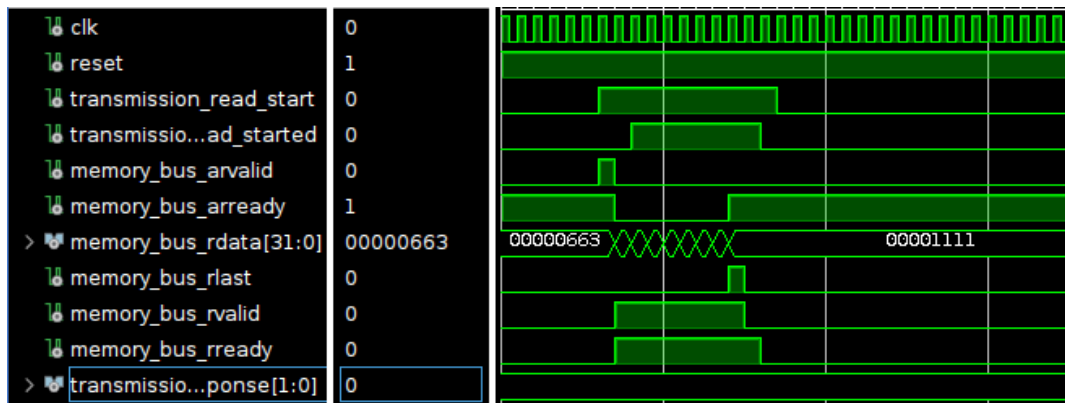 clk 0
reset 1
transmission_read_start 0
transmissio...ad_started 0
memory_bus_arvalid 0
memory_bus_arready 1
memory_bus_rdata[31:0] 00000663 00000663 00001111
memory_bus_rlast 0
memory_bus_rvalid 0
memory_bus_rready 0
transmissio...ponse[1:0] 0